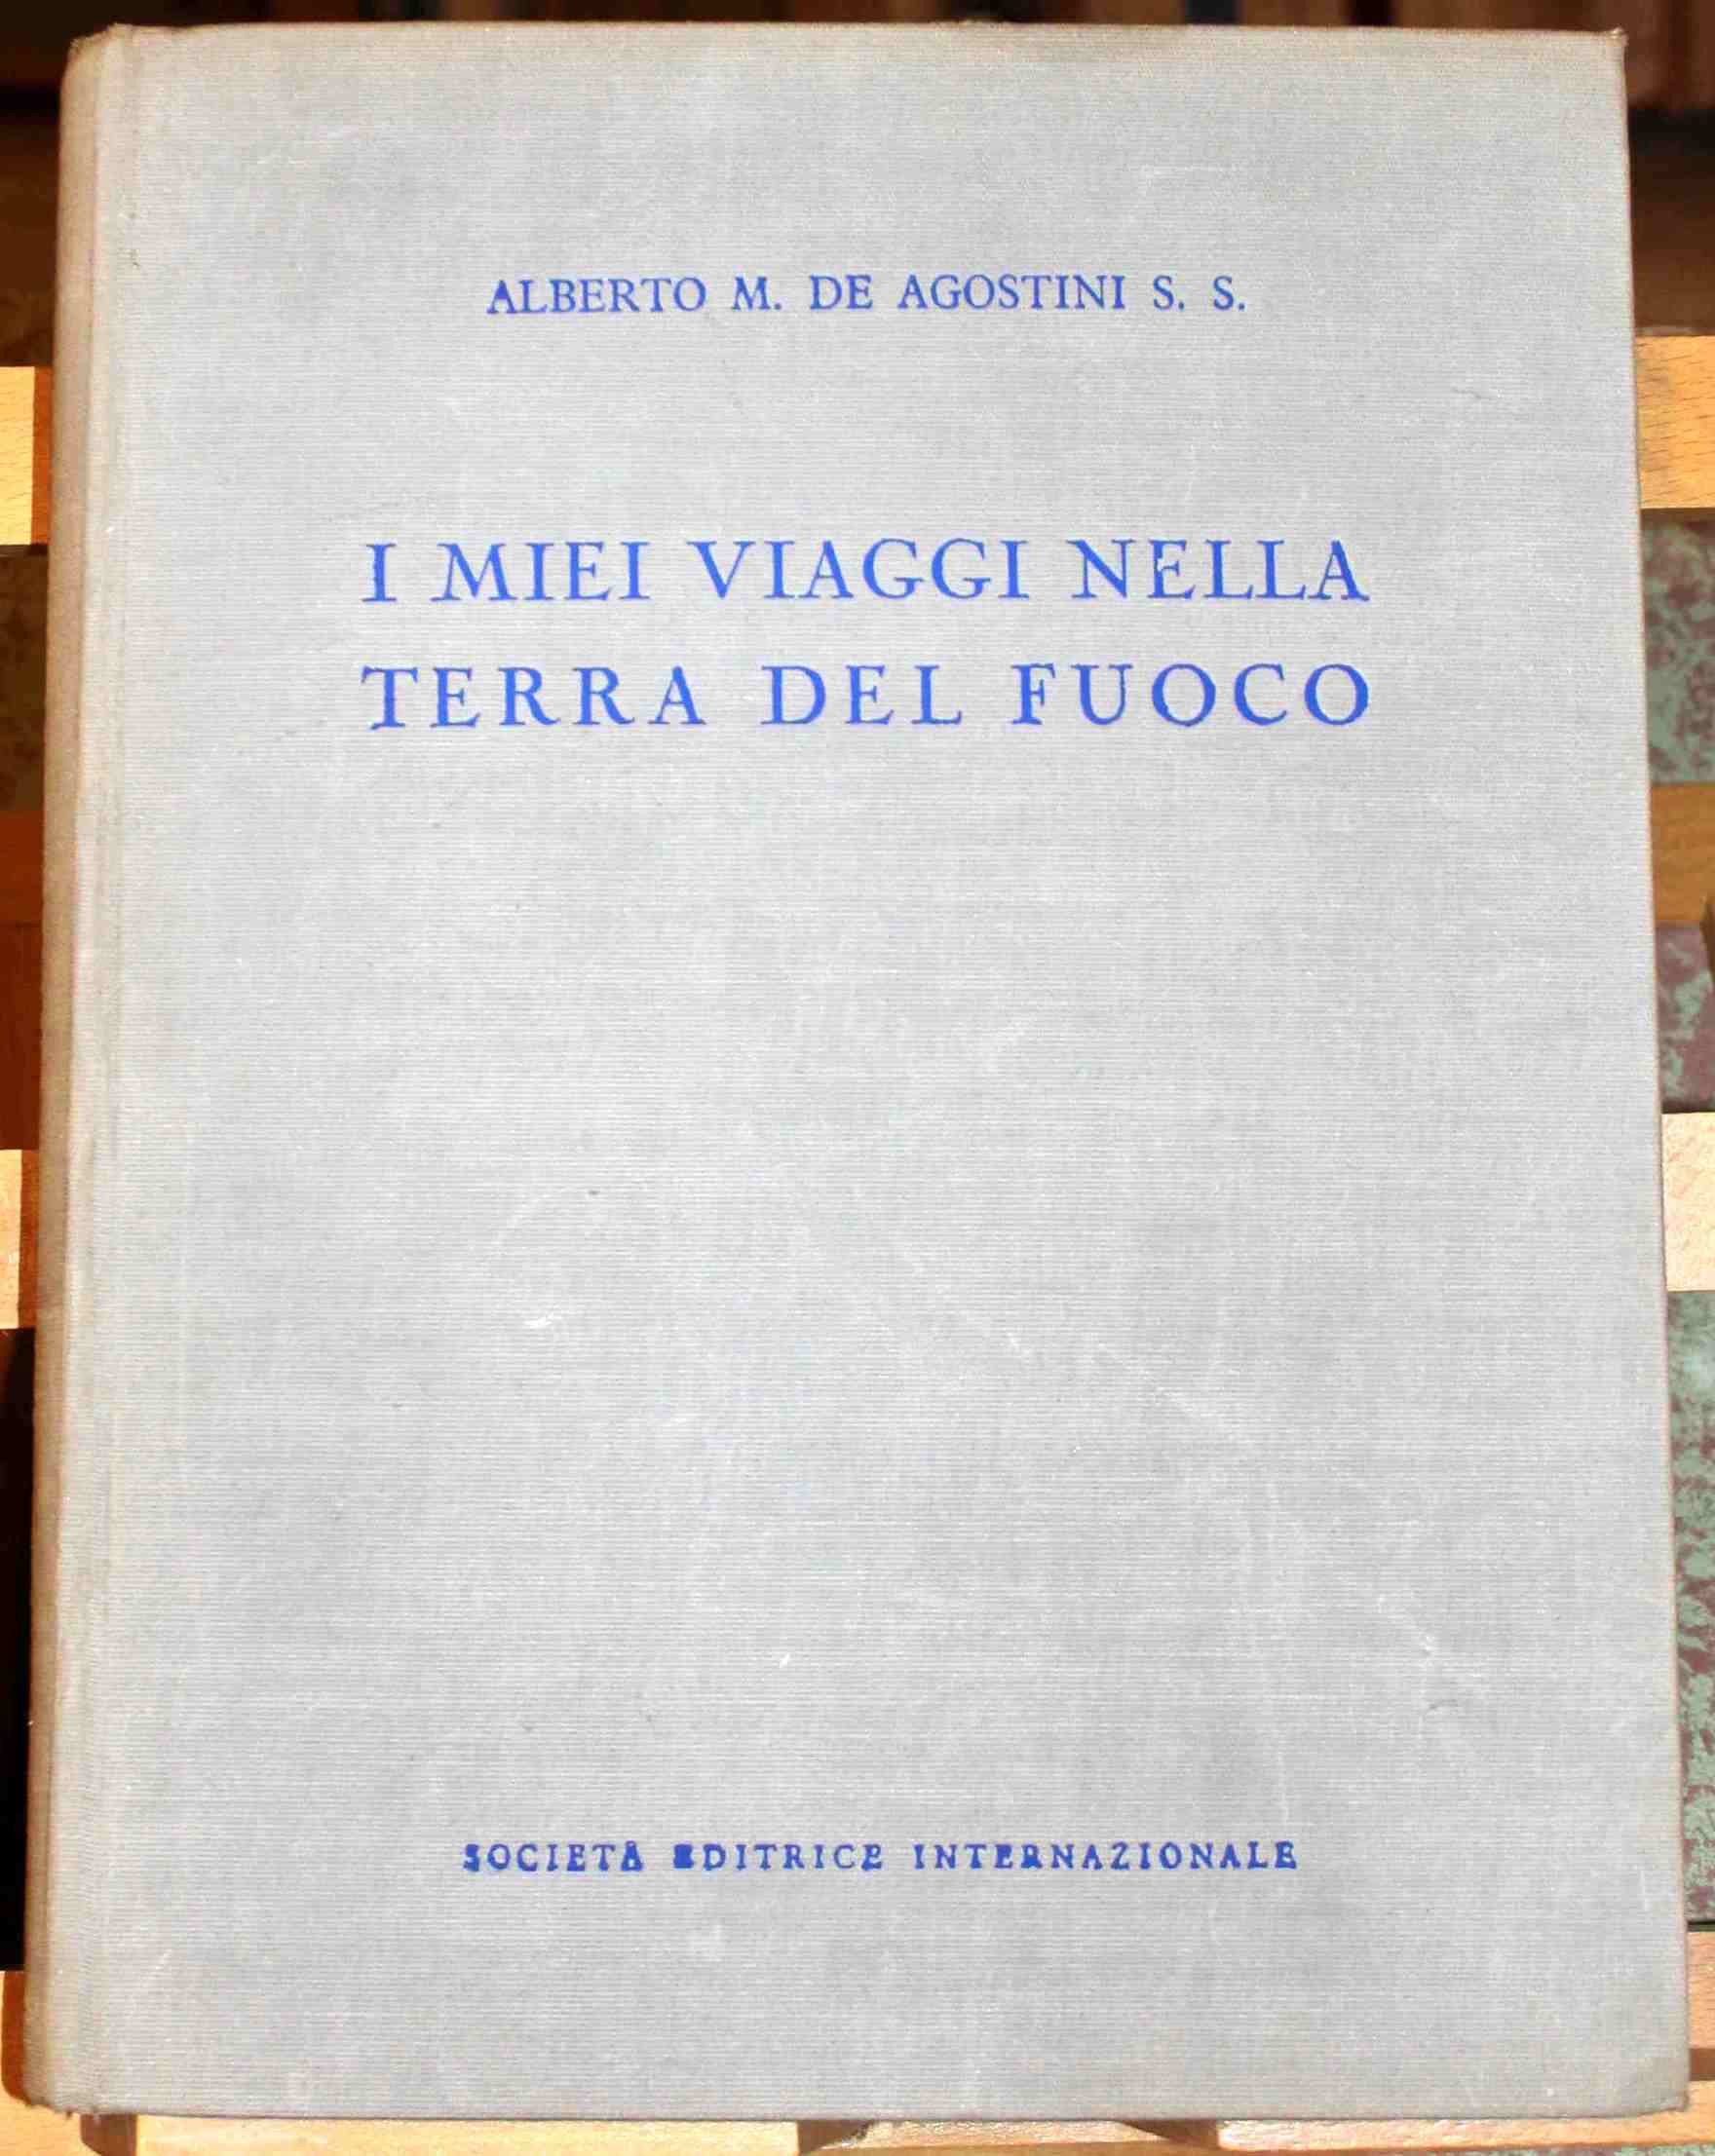 ALBERTO M. DE AGOSTINI S. S.
I MIEI VIAGGI NELLA
TERRA DEL FUOCO
SOCIETÀ EDITRICE INTERNAZIONALE